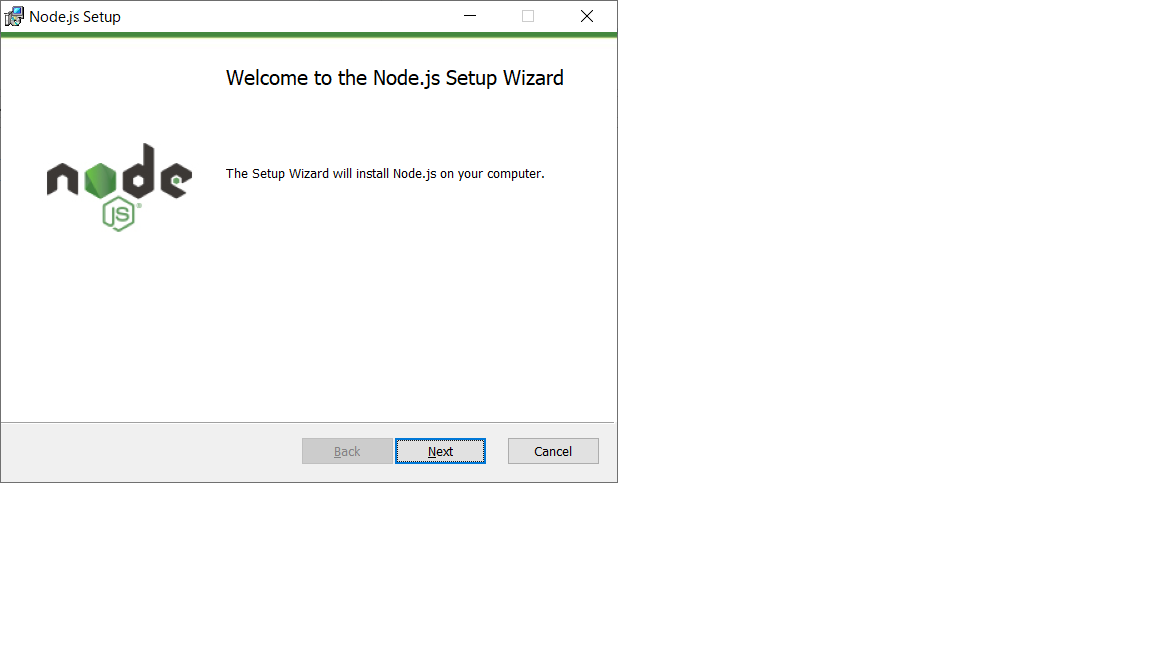 Node.js Setup
Welcome to the Node.js Setup Wizard
node
JS®
The Setup Wizard will install Node.js on your computer.
Back
Next
Cancel